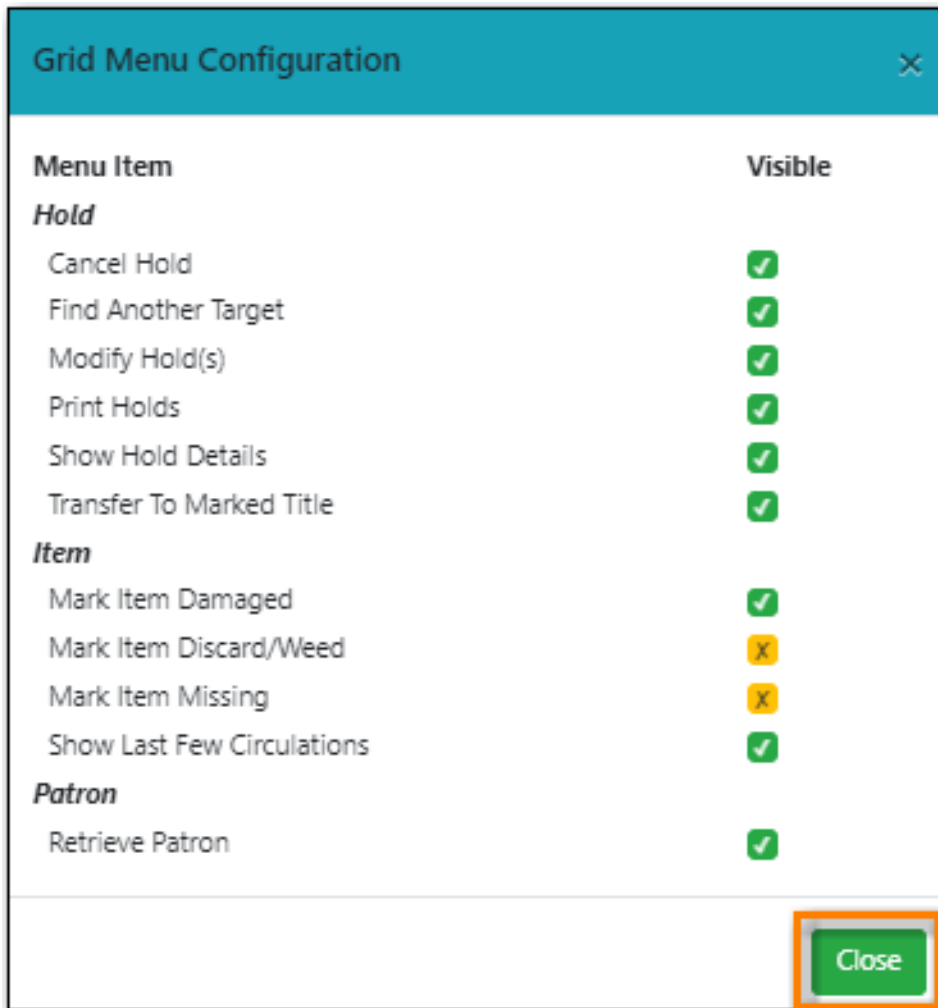 Grid Menu Configuration ×
Menu Item Visible
Hold
Cancel Hold ✓
Find Another Target ✓
Modify Hold(s) ✓
Print Holds ✓
Show Hold Details ✓
Transfer To Marked Title ✓
Item
Mark Item Damaged ✓
Mark Item Discard/Weed X
Mark Item Missing X
Show Last Few Circulations ✓
Patron
Retrieve Patron ✓
Close